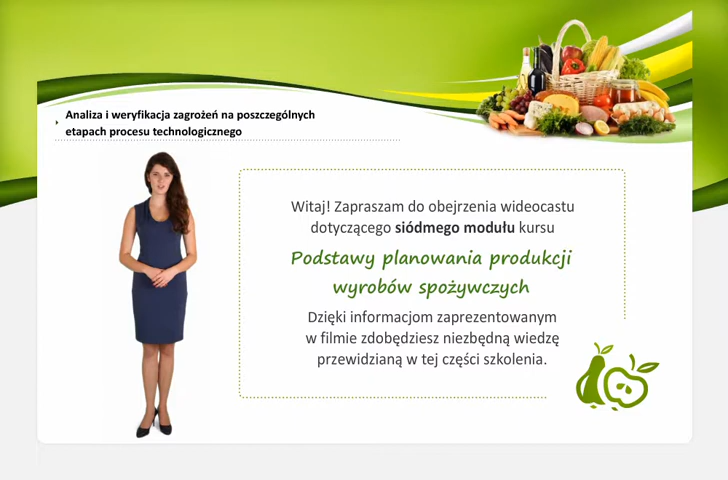 Analiza i weryfikacja zagrożeń na poszczególnych
etapach procesu technologicznego
Witaj! Zapraszam do obejrzenia wideocastu
dotyczącego siódmego modułu kursu
Podstawy planowania produkcji
wyrobów spożywczych
Dzięki informacjom zaprezentowanym
w filmie zdobędziesz niezbędną wiedzę
przewidzianą w tej części szkolenia.